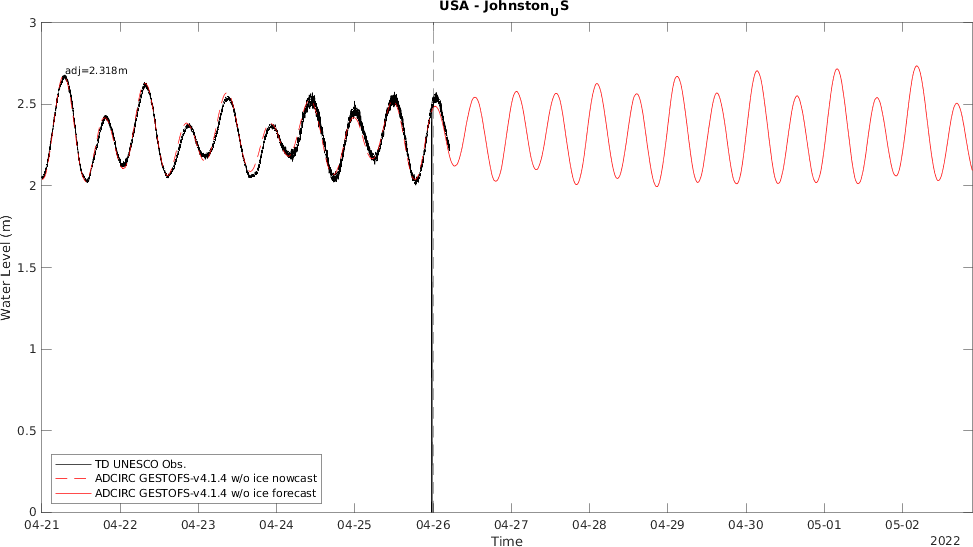 USA - Johnston_US
3
2.5
2
1.5
1
0.5
0
Water Level (m)
adj=2.318m
TD UNESCO Obs.
ADCIRC GESTOFS-v4.1.4 w/o ice nowcast
ADCIRC GESTOFS-v4.1.4 w/o ice forecast
04-21 04-22 04-23 04-24 04-25 04-26 04-27 04-28 04-29 04-30 05-01 05-02
Time
2022